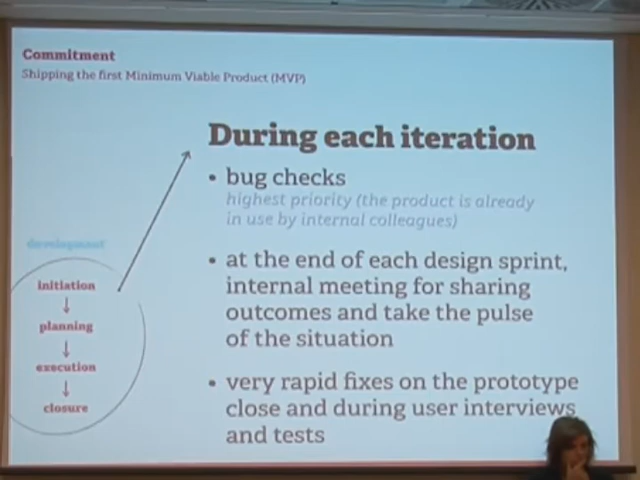 Commitment
Shipping the first Minimum Viable Product (MVP)
During each iteration
• bug checks
highest priority (the product is already
in use by internal colleagues)
• at the end of each design sprint,
internal meeting for sharing
outcomes and take the pulse
of the situation
• very rapid fixes on the prototype
close and during user interviews
and tests
development
initiation
↓
planning
↓
execution
↓
closure